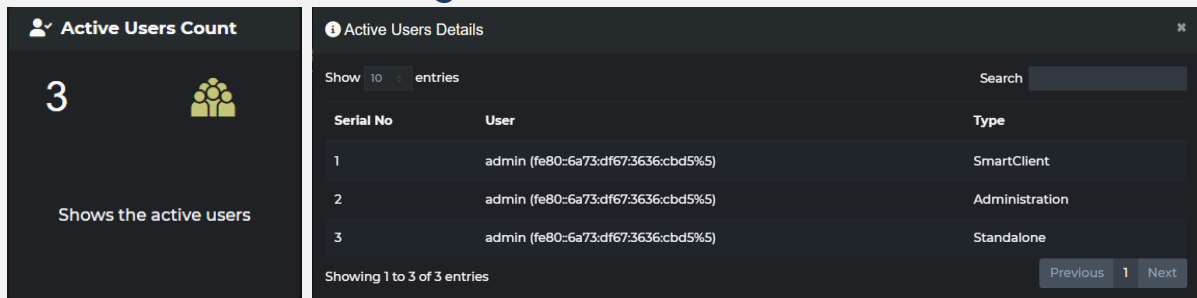 Active Users Count
3
Shows the active users
Active Users Details
Show 10 entries Search
Serial No User Type
1 admin (fe80::6a73:df67:3636:cbd5%5) SmartClient
2 admin (fe80::6a73:df67:3636:cbd5%5) Administration
3 admin (fe80::6a73:df67:3636:cbd5%5) Standalone
Showing 1 to 3 of 3 entries Previous 1 Next